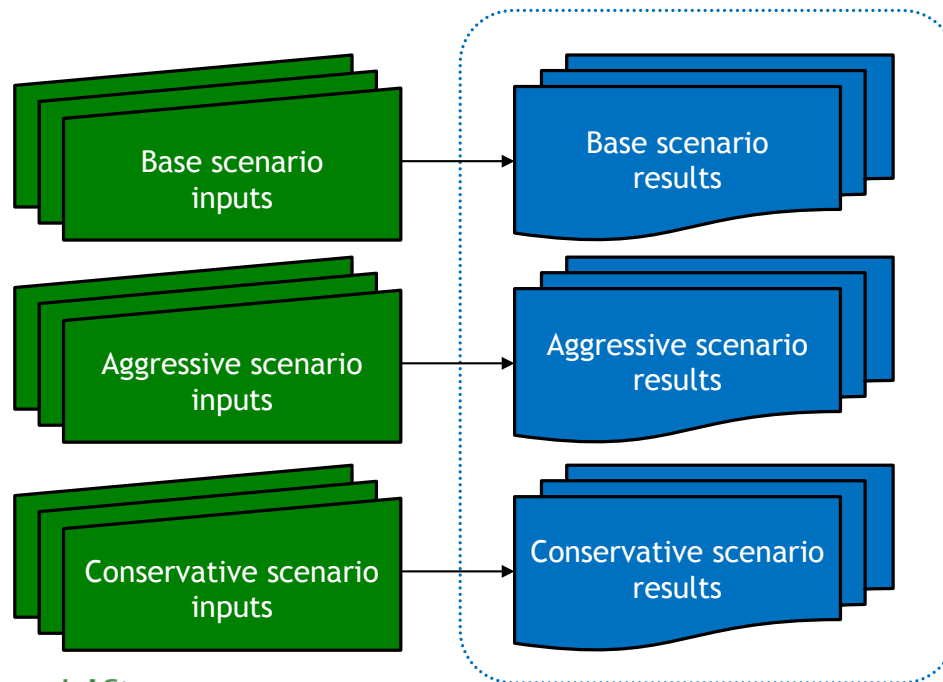 Base scenario
inputs
Base scenario
results
Aggressive scenario
inputs
Aggressive scenario
results
Conservative scenario
inputs
Conservative scenario
results